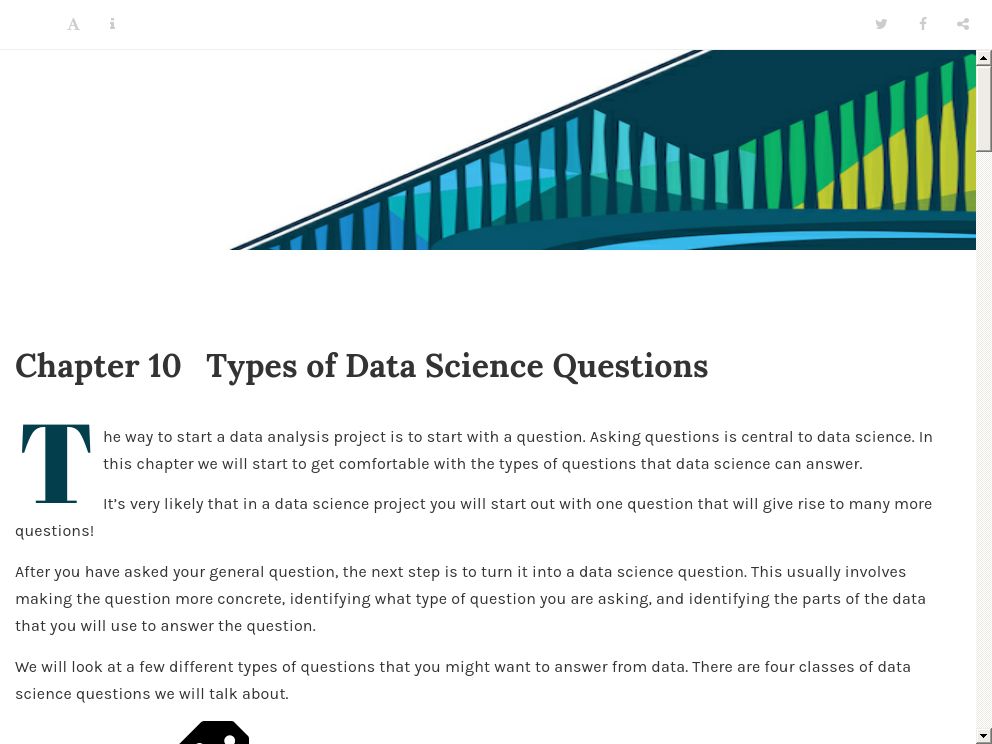 A i
Chapter 10 Types of Data Science Questions
The way to start a data analysis project is to start with a question. Asking questions is central to data science. In
this chapter we will start to get comfortable with the types of questions that data science can answer.
It’s very likely that in a data science project you will start out with one question that will give rise to many more
questions!
After you have asked your general question, the next step is to turn it into a data science question. This usually involves
making the question more concrete, identifying what type of question you are asking, and identifying the parts of the data
that you will use to answer the question.
We will look at a few different types of questions that you might want to answer from data. There are four classes of data
science questions we will talk about.